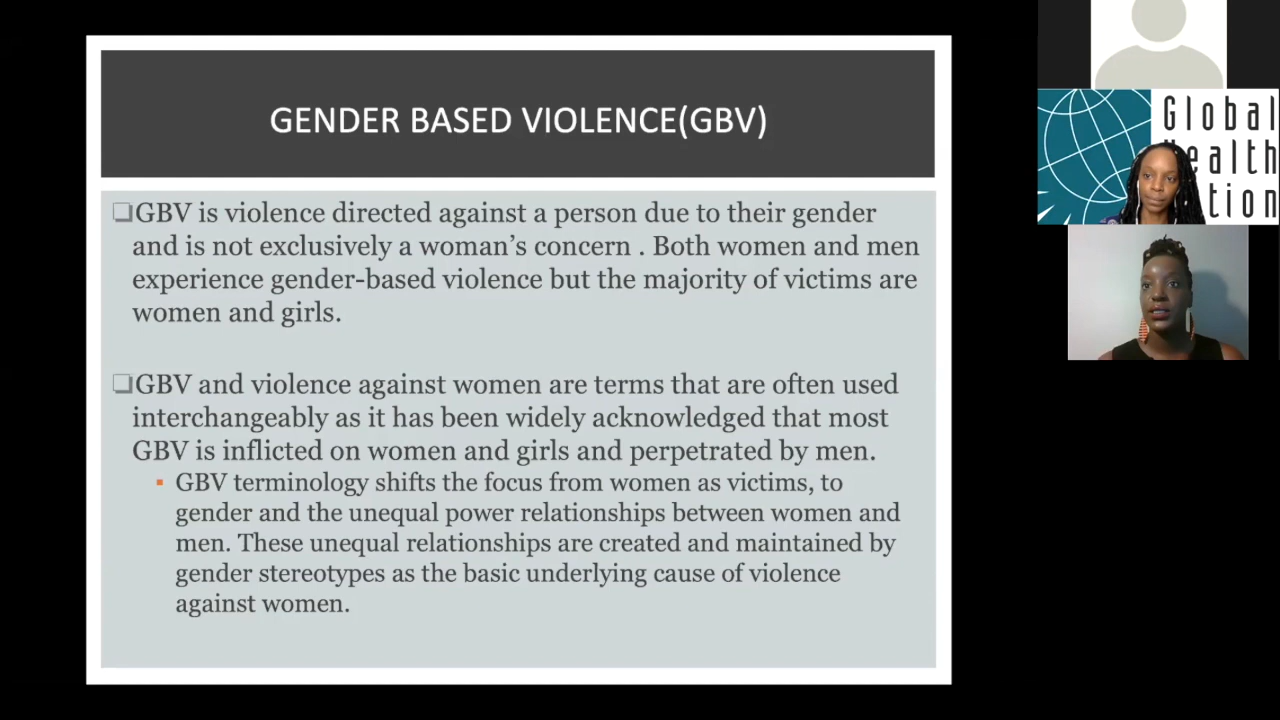 GENDER BASED VIOLENCE(GBV)
GBV is violence directed against a person due to their gender
and is not exclusively a woman's concern . Both women and men
experience gender-based violence but the majority of victims are
women and girls.
GBV and violence against women are terms that are often used
interchangeably as it has been widely acknowledged that most
GBV is inflicted on women and girls and perpetrated by men.
GBV terminology shifts the focus from women as victims, to
gender and the unequal power relationships between women and
men. These unequal relationships are created and maintained by
gender stereotypes as the basic underlying cause of violence
against women.
Global
ealth
tion